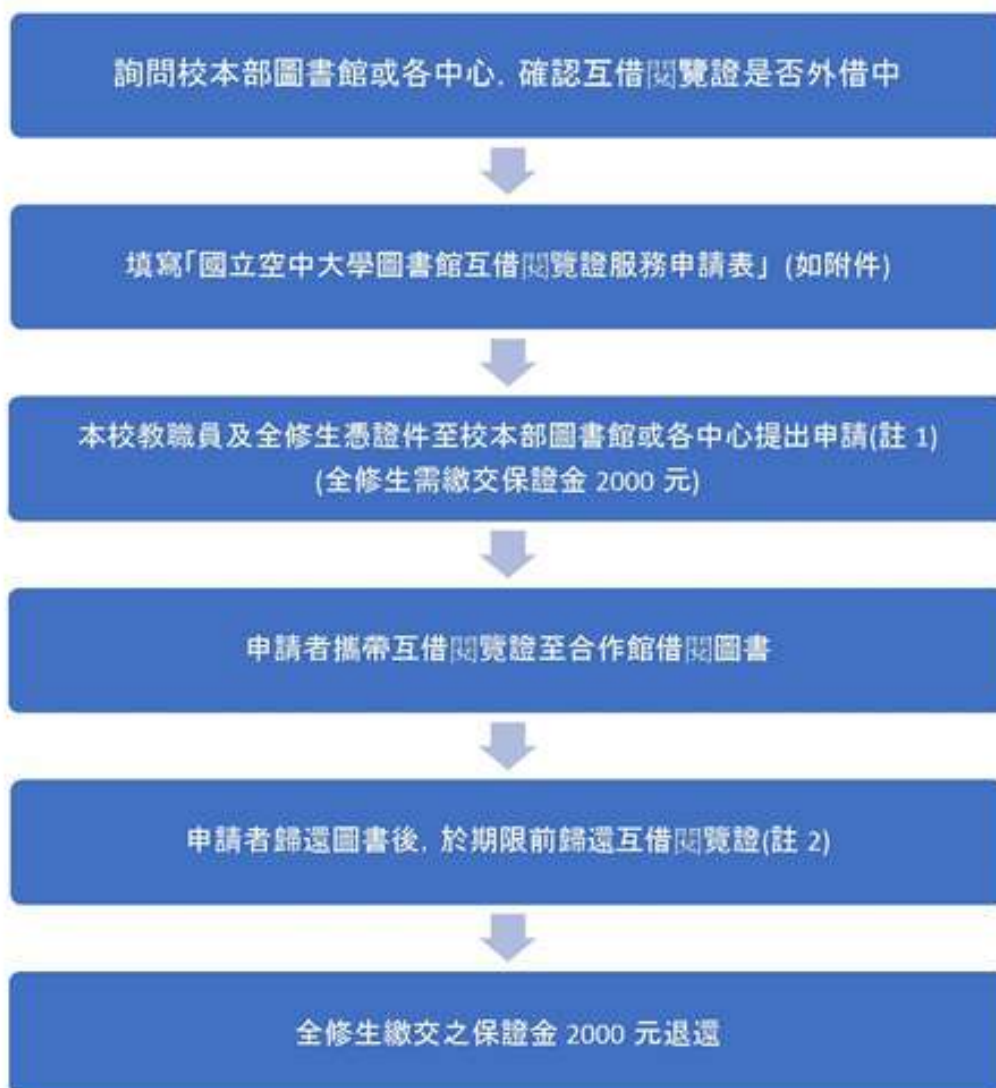 詢問校本部圖書館或各中心, 確認互借閱覽證是否外借中
填寫「國立空中大學圖書館互借閱覽證服務申請表」 (如附件)
本校教職員及全修生憑證件至校本部圖書館或各中心提出申請(註 1)
(全修生需繳交保證金 2000 元)
申請者攜帶互借閱覽證至合作館借閱圖書
申請者歸還圖書後, 於期限前歸還互借閱覽證(註 2)
全修生繳交之保證金 2000 元退還